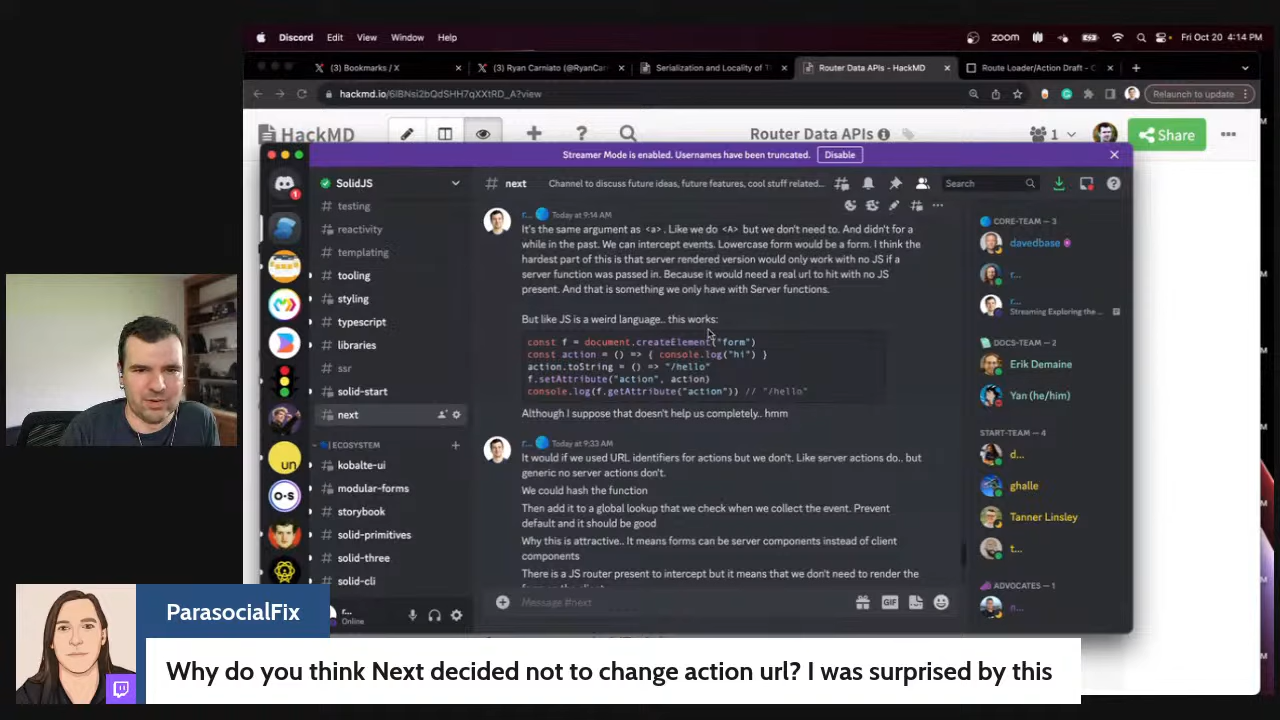 Discord Edit View Window Help
zoom
Fri Oct 20 4:14 PM
(3) Bookmarks / X
(3) Ryan Carniato (@RyanCar
Serialization and Locality of T
Router Data APIs - HackMD
Route Loader/Action Draft - C
hackmd.io/6IBNsi2bQdSHH7qXXtRD_A?view
Relaunch to update
HackMD
Router Data APIs
1
Share
Streamer Mode is enabled. Usernames have been truncated.
Disable
SolidJS
# next
Channel to discuss future ideas, future features, cool stuff related...
Search
testing
reactivity
templating
tooling
styling
typescript
libraries
ssr
solid-start
next
ECOSYSTEM
kobalte-ui
modular-forms
storybook
solid-primitives
solid-three
solid-cli
r...
Online
r... Today at 9:14 AM
It's the same argument as <a>. Like we do <A> but we don't need to. And didn't for a
while in the past. We can intercept events. Lowercase form would be a form. I think the
hardest part of this is that server rendered version would only work with no JS if a
server function was passed in. Because it would need a real url to hit with no JS
present. And that is something we only have with Server functions.
But like JS is a weird language.. this works:
const f = document.createElement("form")
const action = () => { console.log("hi") }
action.toString = () => "/hello"
f.setAttribute("action", action)
console.log(f.getAttribute("action")) // "/hello"
Although I suppose that doesn't help us completely.. hmm
r... Today at 9:33 AM
It would if we used URL identifiers for actions but we don't. Like server actions do.. but
generic no server actions don't.
We could hash the function
Then add it to a global lookup that we check when we collect the event. Prevent
default and it should be good
Why this is attractive.. It means forms can be server components instead of client
components
There is a JS router present to intercept but it means that we don't need to render the
Message #next
GIF
CORE-TEAM — 3
davedbase
r...
r...
Streaming Exploring the...
DOCS-TEAM — 2
Erik Demaine
Yan (he/him)
START-TEAM — 4
d...
ghalle
Tanner Linsley
t...
ADVOCATES — 1
n...
un
O·S
ParasocialFix
Why do you think Next decided not to change action url? I was surprised by this